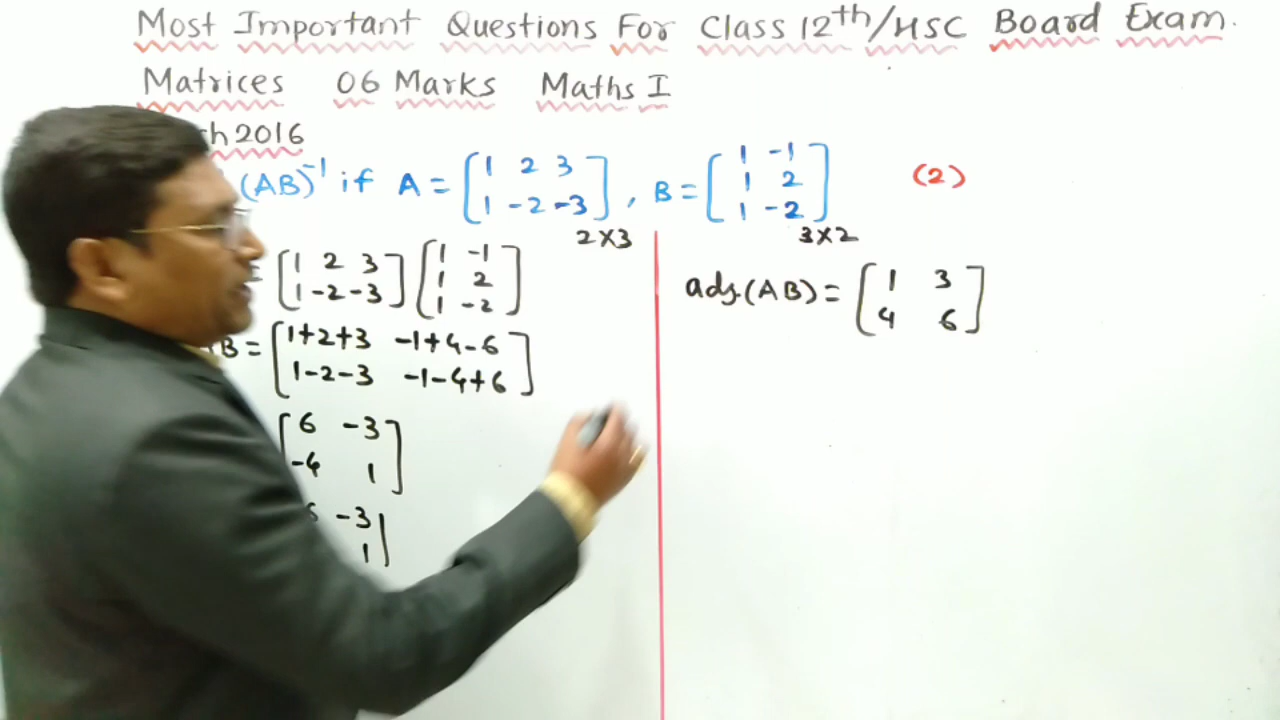 Most Important Questions For Class 12th/HSC Board Exam.
Matrices 06 Marks Maths I
2016
(AB)⁻¹ if A = [1 2 3; 1 -2 -3] 2×3, B = [1 -1; 1 2; 1 -2] 3×2 (2)
= [1 2 3; 1 -2 -3] [1 -1; 1 2; 1 -2]
B = [1+2+3 -1+4-6; 1-2-3 -1-4+6]
[6 -3; -4 1]
-3
1|
adj.(AB) = [1 3; 4 6]